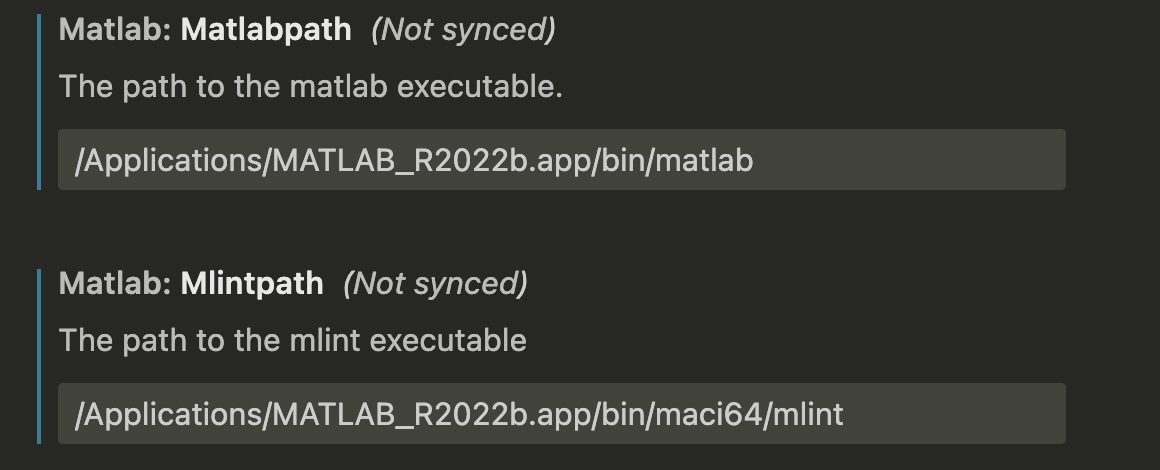 Matlab: Matlabpath (Not synced)
The path to the matlab executable.
/Applications/MATLAB_R2022b.app/bin/matlab
Matlab: Mlintpath (Not synced)
The path to the mlint executable
/Applications/MATLAB_R2022b.app/bin/maci64/mlint